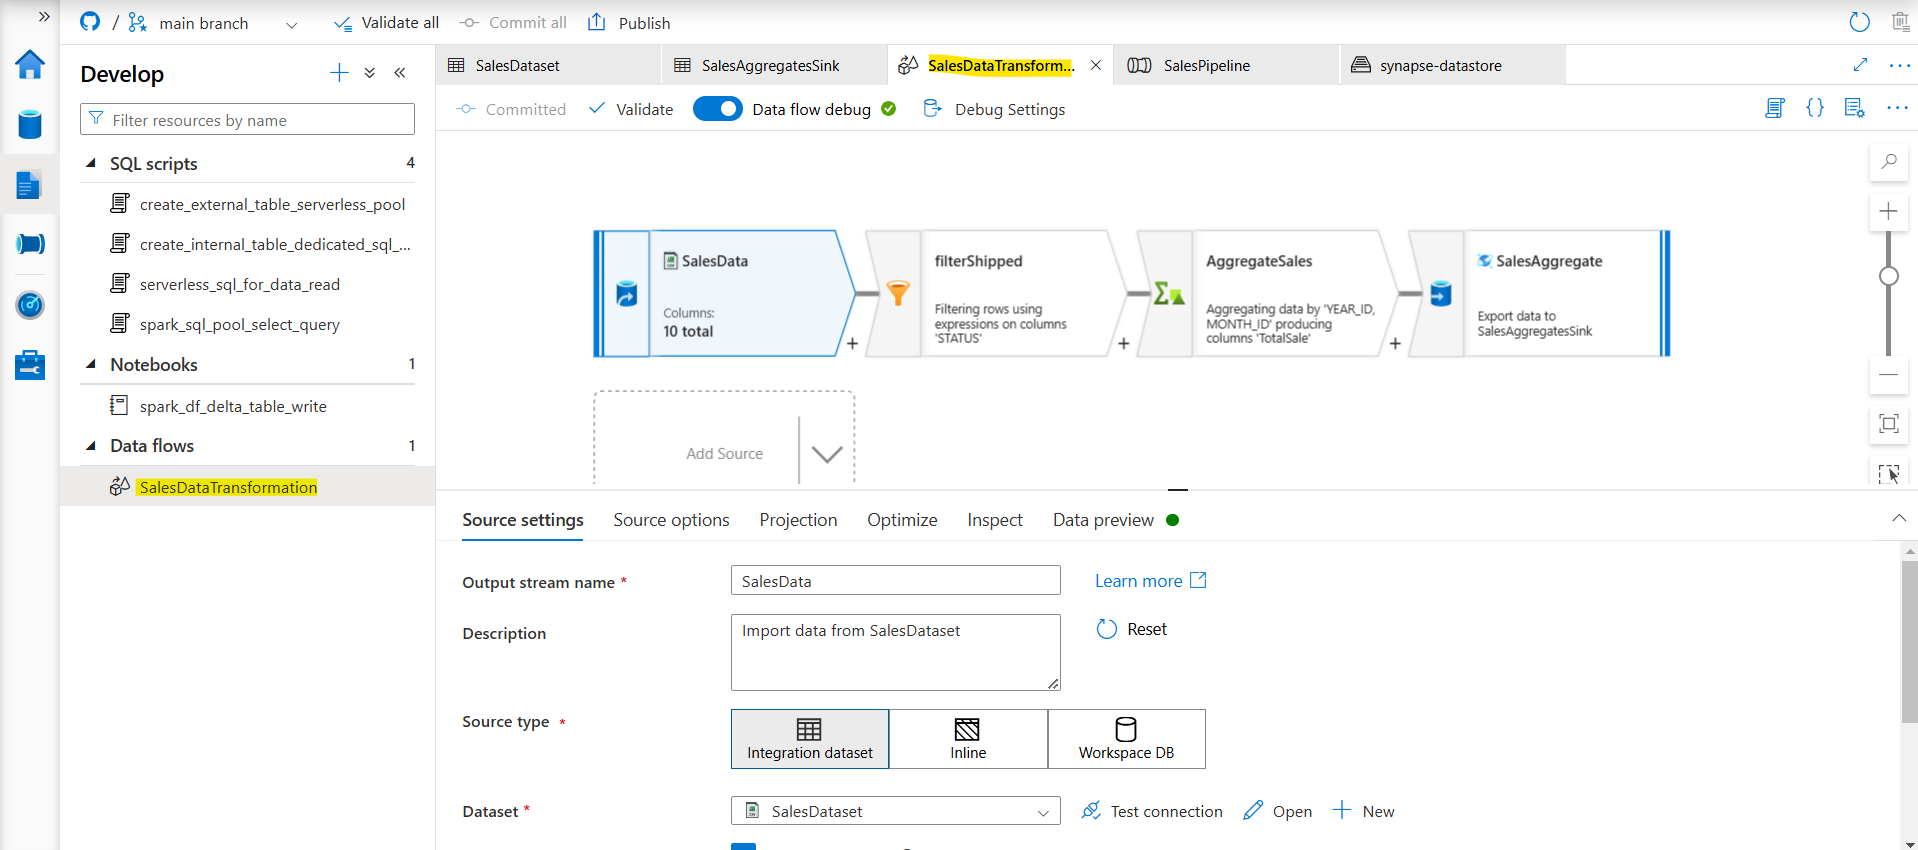 / main branch
Validate all
Commit all
Publish
Develop
Filter resources by name
SQL scripts 4
create_external_table_serverless_pool
create_internal_table_dedicated_sql_...
serverless_sql_for_data_read
spark_sql_pool_select_query
Notebooks 1
spark_df_delta_table_write
Data flows 1
SalesDataTransformation
SalesDataset
SalesAggregatesSink
SalesDataTransform...
SalesPipeline
synapse-datastore
Committed
Validate
Data flow debug
Debug Settings
SalesData
Columns:
10 total
filterShipped
Filtering rows using
expressions on columns
'STATUS'
AggregateSales
Aggregating data by 'YEAR_ID,
MONTH_ID' producing
columns 'TotalSale'
SalesAggregate
Export data to
SalesAggregatesSink
Add Source
Source settings
Source options
Projection
Optimize
Inspect
Data preview
Output stream name *
SalesData
Learn more
Description
Import data from SalesDataset
Reset
Source type *
Integration dataset
Inline
Workspace DB
Dataset *
SalesDataset
Test connection
Open
New